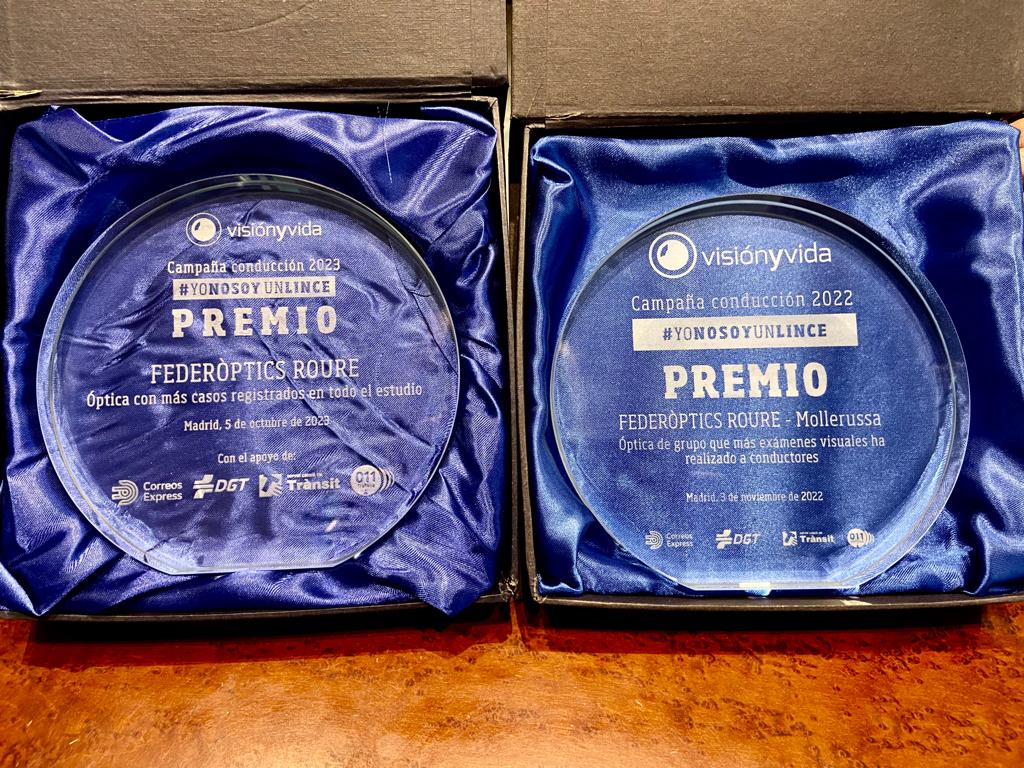 visiónyvida
Campaña conducción 2023
#YONOSOYUNLINCE
PREMIO
FEDERÒPTICS ROURE
Óptica con más casos registrados en todo el estudio
Madrid, 5 de octubre de 2023
Con el apoyo de:
Correos Express
DGT
Trànsit
011
visiónyvida
Campaña conducción 2022
#YONOSOYUNLINCE
PREMIO
FEDERÒPTICS ROURE - Mollerussa
Óptica de grupo que más exámenes visuales ha
realizado a conductores
Madrid, 3 de noviembre de 2022
Correos Express
DGT
Trànsit
011